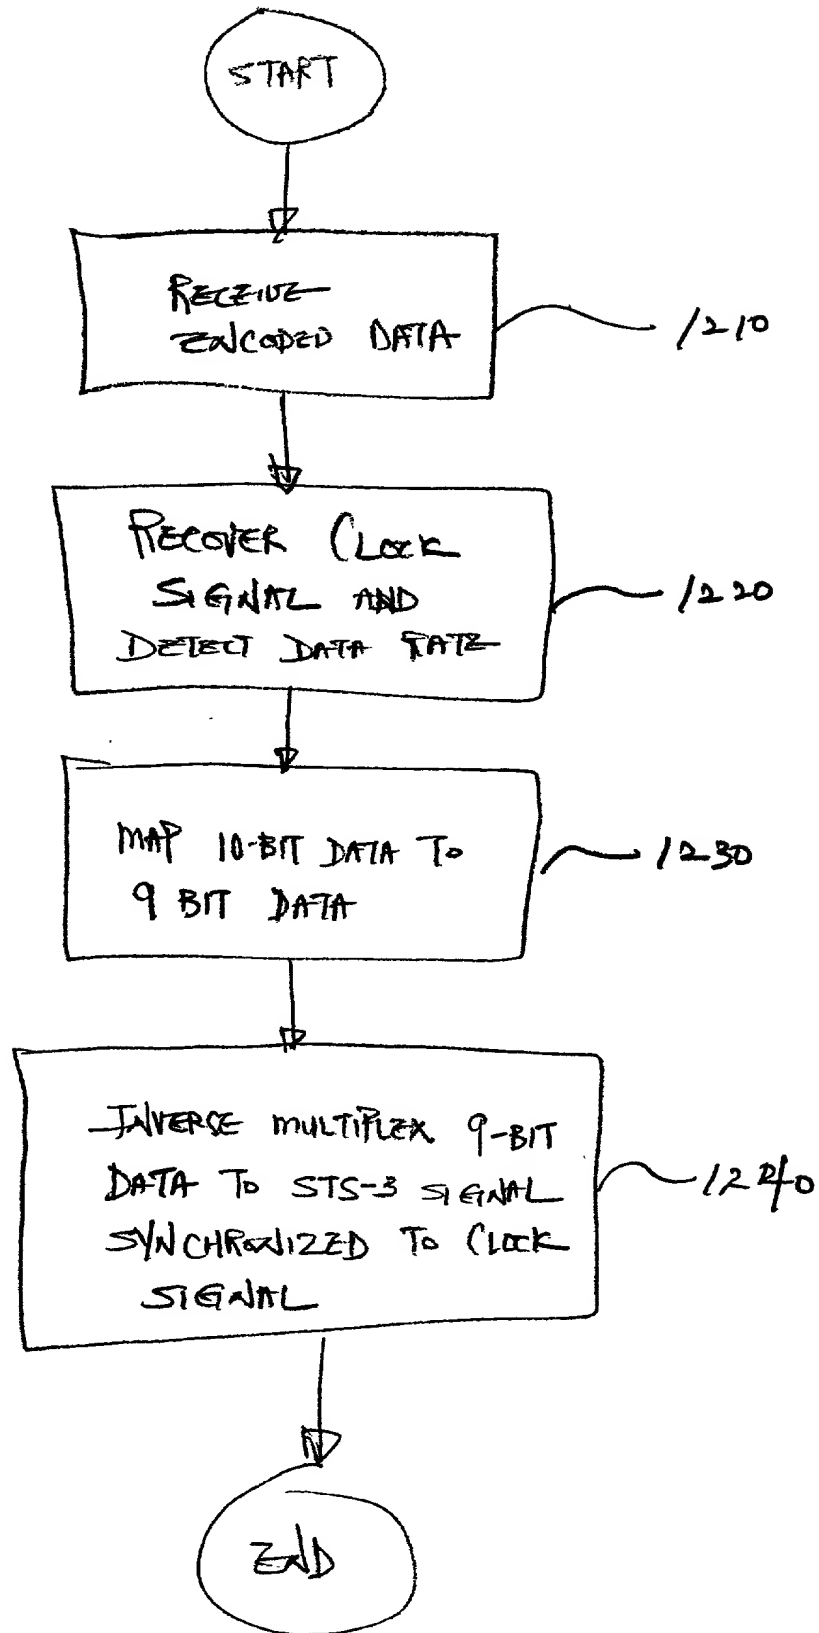 START
RECEIVE
ENCODED DATA
1210
RECOVER CLOCK
SIGNAL AND
DETECT DATA RATE
1220
MAP 10-BIT DATA TO
9 BIT DATA
1230
INVERSE MULTIPLEX 9-BIT
DATA TO STS-3 SIGNAL
SYNCHRONIZED TO CLOCK
SIGNAL
1240
END